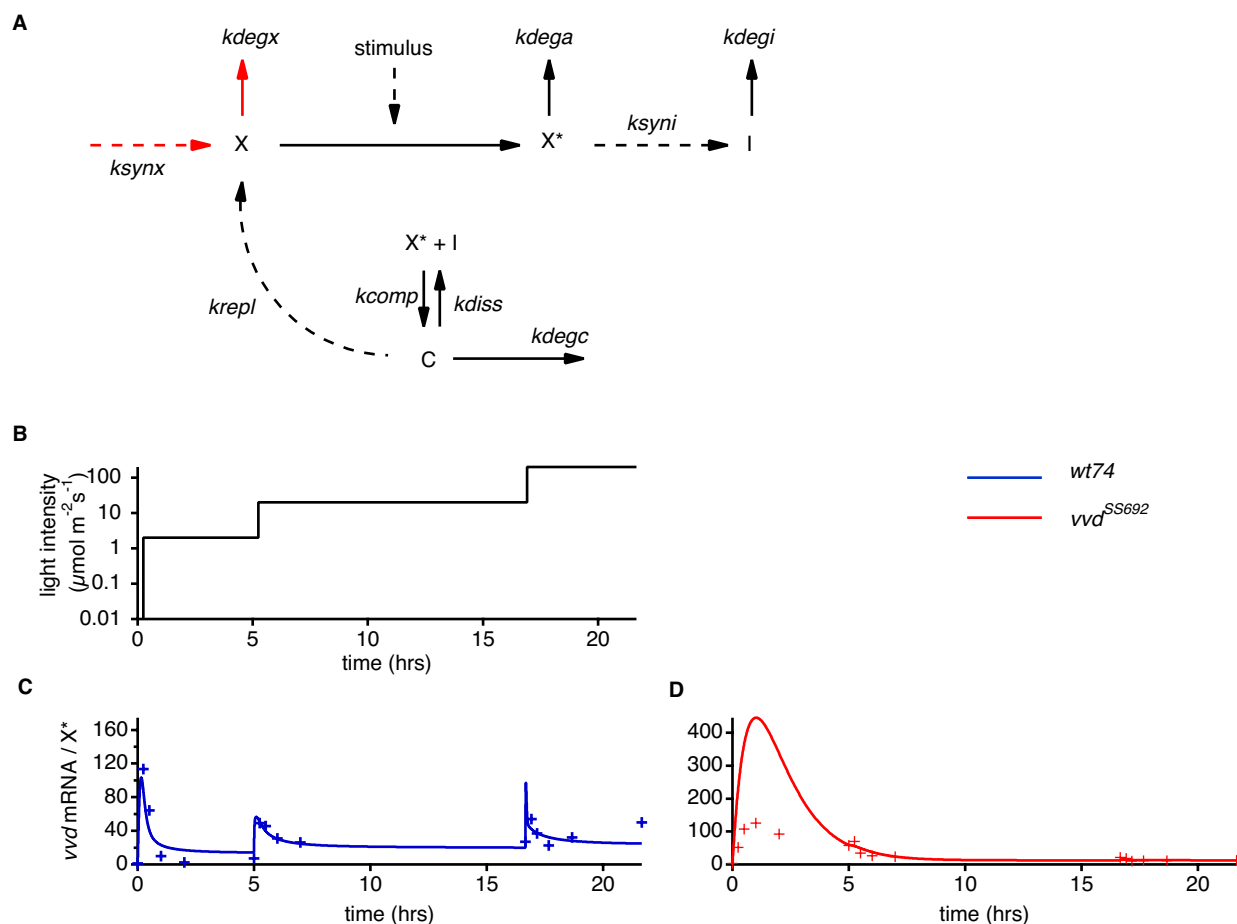 A
kdegx
stimulus
kdega
kdegi
X
X*
ksyni
I
ksynx
X* + I
krepl
kcomp
kdiss
C
kdegc
B
light intensity
(µmol m⁻²s⁻¹)
100
10
1
0.1
0.01
0 5 10 15 20
time (hrs)
wt74
vvd^SS692
C
vvd mRNA / X*
160
120
80
40
0
0 5 10 15 20
time (hrs)
D
400
300
200
100
0
0 5 10 15 20
time (hrs)